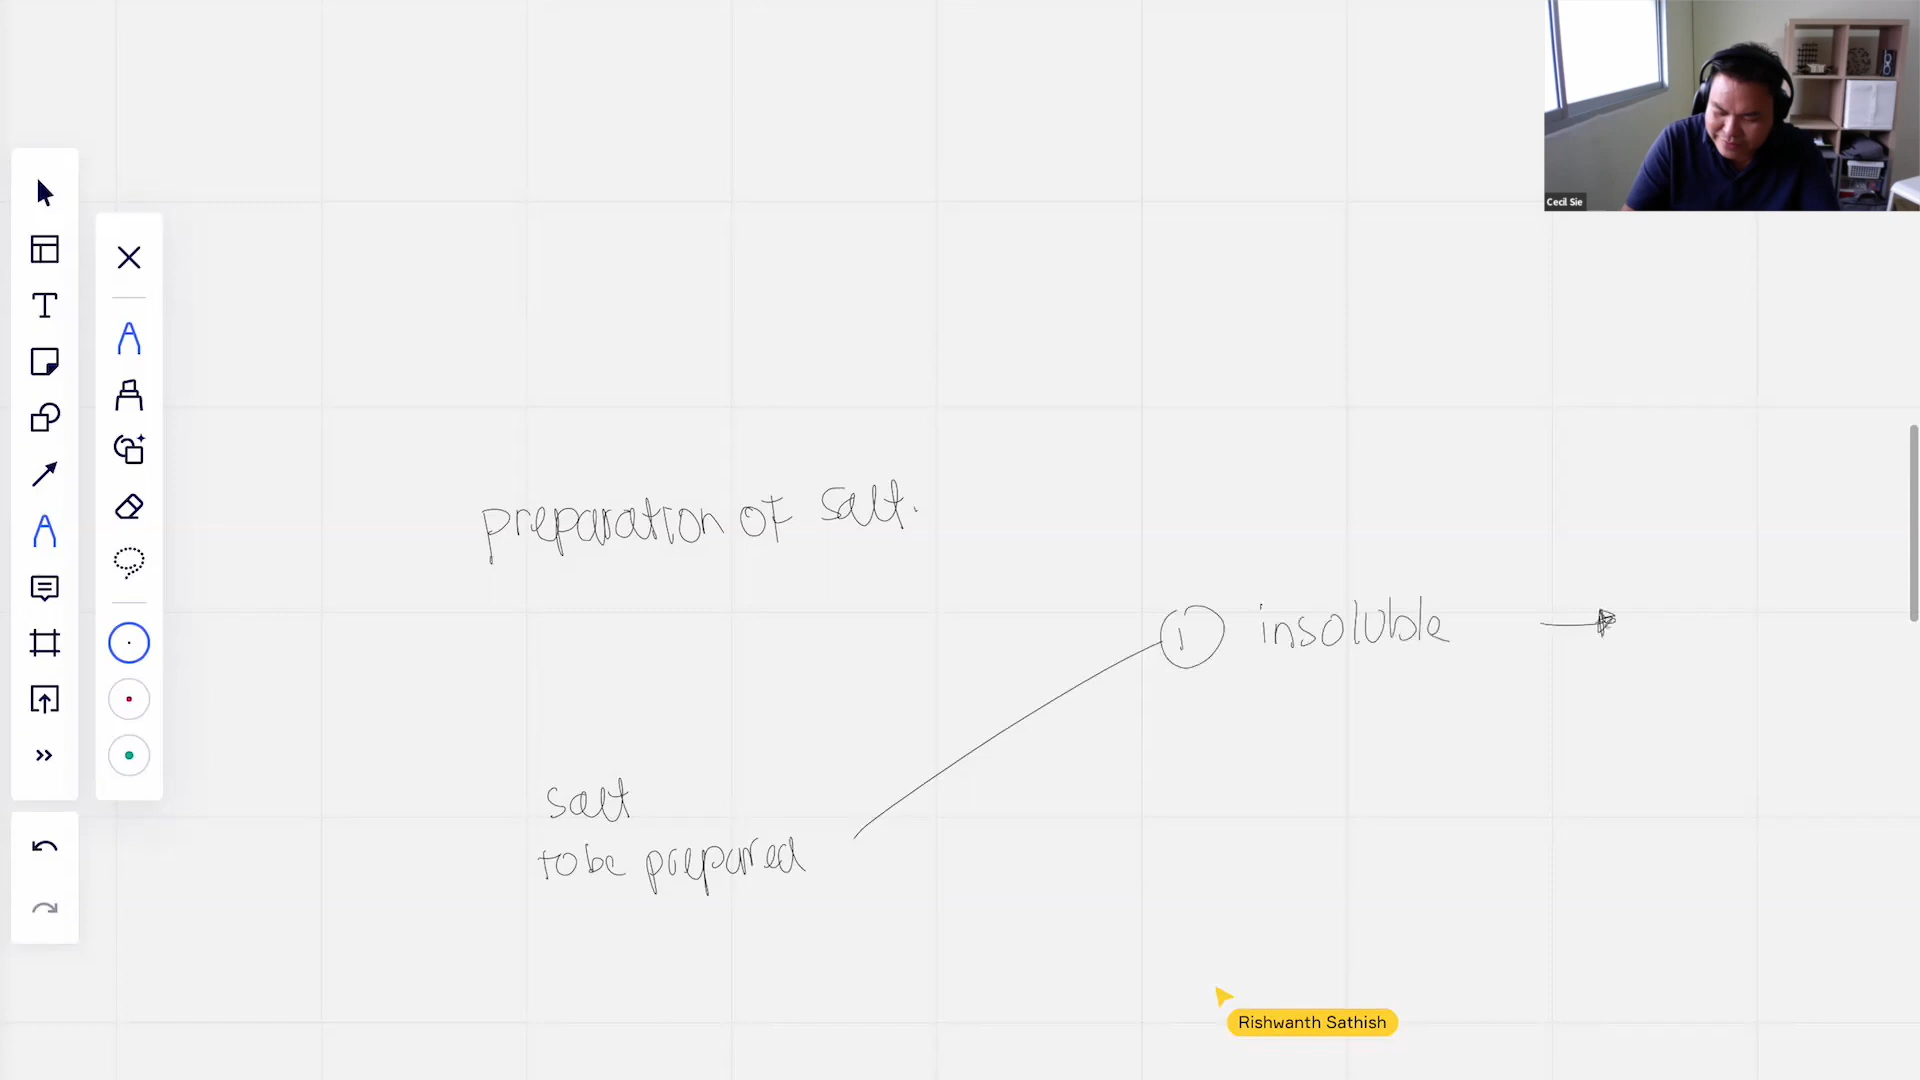 Cecil Sie
preparation of salt.
1 insoluble
salt
to be prepared
Rishwanth Sathish